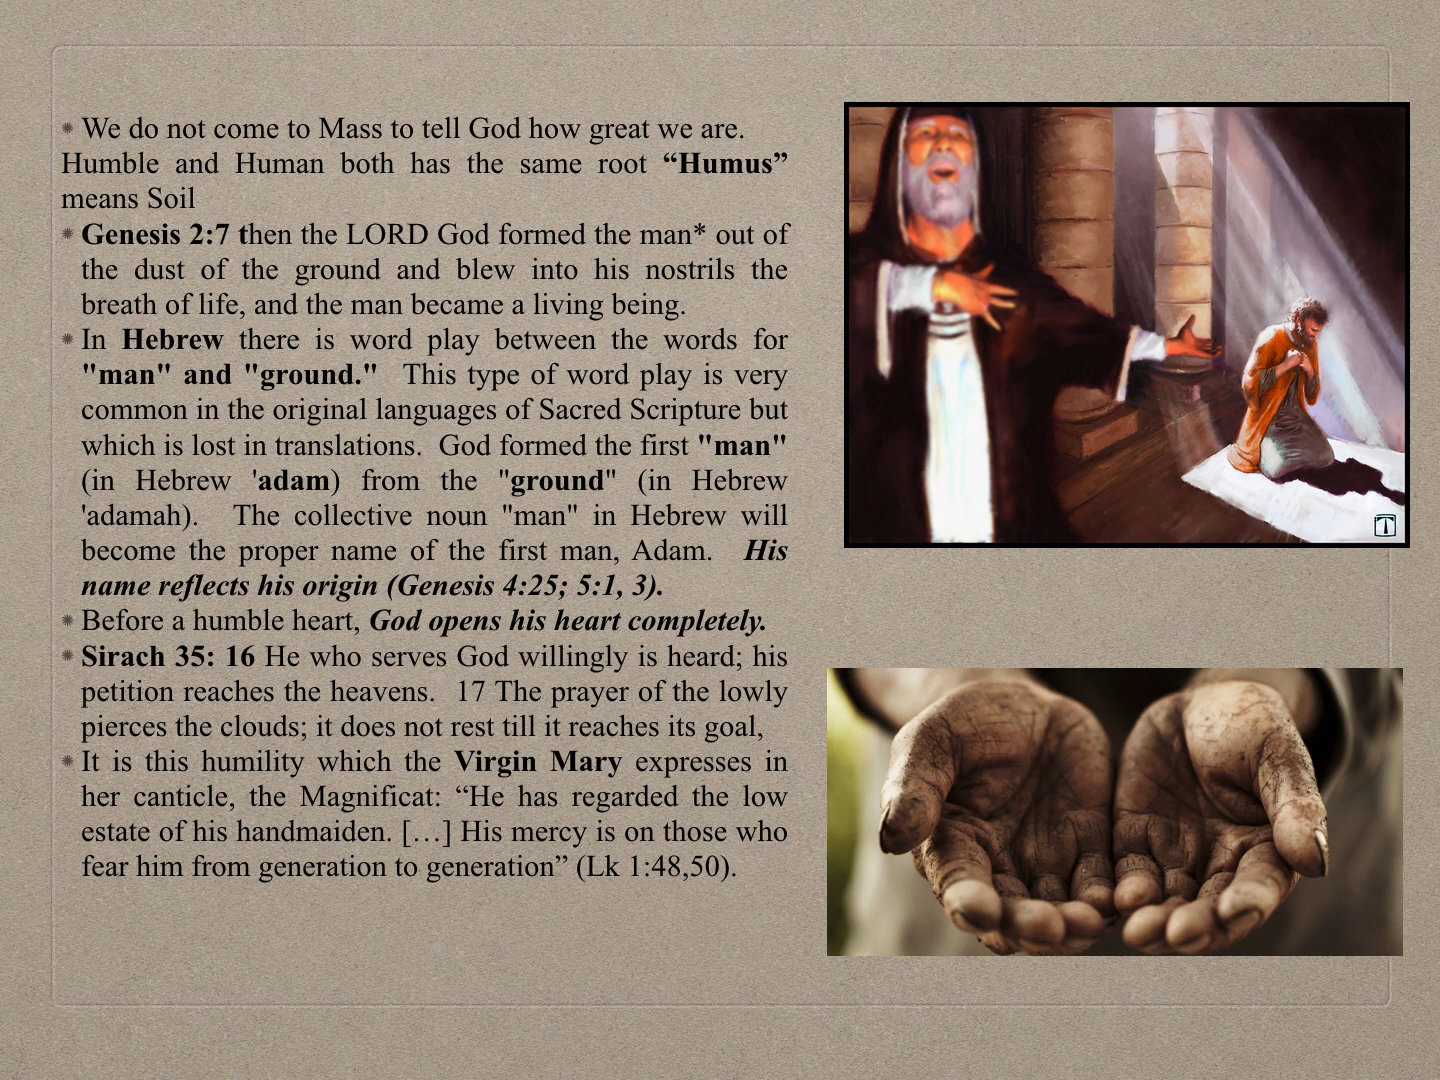 We do not come to Mass to tell God how great we are.
Humble and Human both has the same root “Humus”
means Soil
Genesis 2:7 then the LORD God formed the man* out of
the dust of the ground and blew into his nostrils the
breath of life, and the man became a living being.
In Hebrew there is word play between the words for
"man" and "ground." This type of word play is very
common in the original languages of Sacred Scripture but
which is lost in translations. God formed the first "man"
(in Hebrew 'adam) from the "ground" (in Hebrew
'adamah). The collective noun "man" in Hebrew will
become the proper name of the first man, Adam. His
name reflects his origin (Genesis 4:25; 5:1, 3).
Before a humble heart, God opens his heart completely.
Sirach 35: 16 He who serves God willingly is heard; his
petition reaches the heavens. 17 The prayer of the lowly
pierces the clouds; it does not rest till it reaches its goal,
It is this humility which the Virgin Mary expresses in
her canticle, the Magnificat: “He has regarded the low
estate of his handmaiden. […] His mercy is on those who
fear him from generation to generation” (Lk 1:48,50).